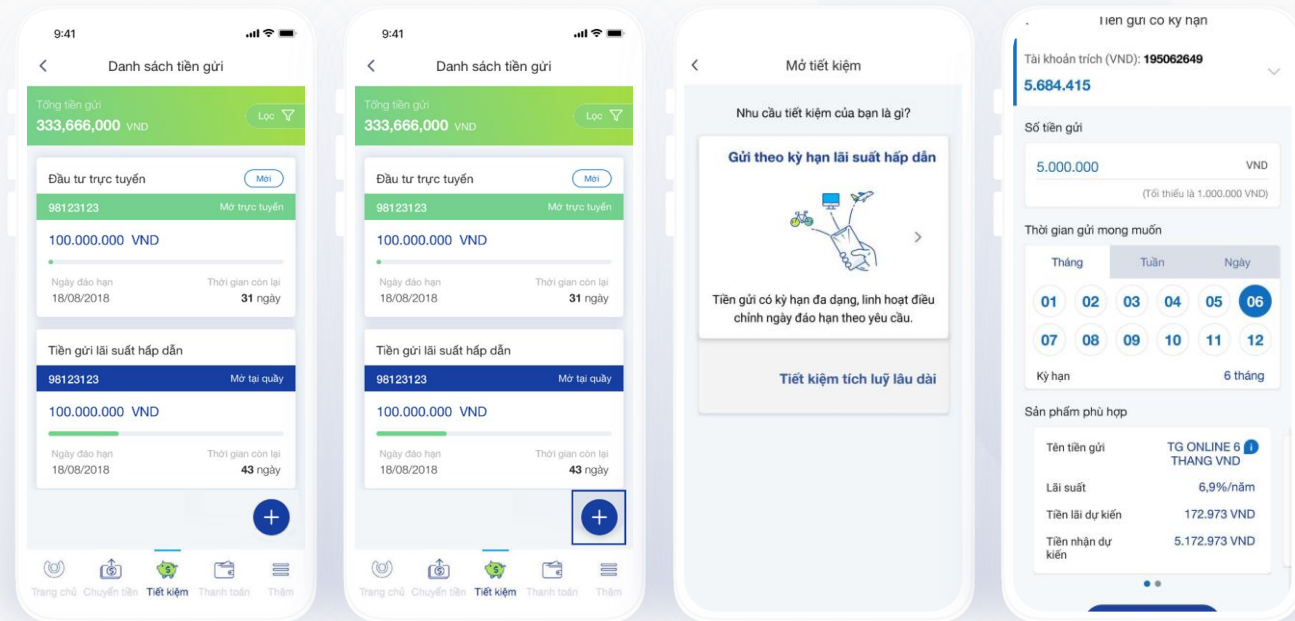 9:41
Danh sách tiền gửi
Tổng tiền gửi
333,666,000 VND
Lọc
Đầu tư trực tuyến
Mới
98123123
Mở trực tuyến
100.000.000 VND
Ngày đáo hạn
Thời gian còn lại
18/08/2018
31 ngày
Tiền gửi lãi suất hấp dẫn
98123123
Mở tại quầy
100.000.000 VND
Ngày đáo hạn
Thời gian còn lại
18/08/2018
43 ngày
Trang chủ
Chuyển tiền
Tiết kiệm
Thanh toán
Thêm
9:41
Danh sách tiền gửi
Tổng tiền gửi
333,666,000 VND
Lọc
Đầu tư trực tuyến
Mới
98123123
Mở trực tuyến
100.000.000 VND
Ngày đáo hạn
Thời gian còn lại
18/08/2018
31 ngày
Tiền gửi lãi suất hấp dẫn
98123123
Mở tại quầy
100.000.000 VND
Ngày đáo hạn
Thời gian còn lại
18/08/2018
43 ngày
Trang chủ
Chuyển tiền
Tiết kiệm
Thanh toán
Thêm
Mở tiết kiệm
Nhu cầu tiết kiệm của bạn là gì?
Gửi theo kỳ hạn lãi suất hấp dẫn
Tiền gửi có kỳ hạn đa dạng, linh hoạt điều
chỉnh ngày đáo hạn theo yêu cầu.
Tiết kiệm tích luỹ lâu dài
Tiền gửi có kỳ hạn
Tài khoản trích (VND): 195062649
5.684.415
Số tiền gửi
5.000.000
VND
(Tối thiểu là 1.000.000 VND)
Thời gian gửi mong muốn
Tháng
Tuần
Ngày
01 02 03 04 05 06
07 08 09 10 11 12
Kỳ hạn
6 tháng
Sản phẩm phù hợp
Tên tiền gửi
TG ONLINE 6
THANG VND
Lãi suất
6,9%/năm
Tiền lãi dự kiến
172.973 VND
Tiền nhận dự
kiến
5.172.973 VND